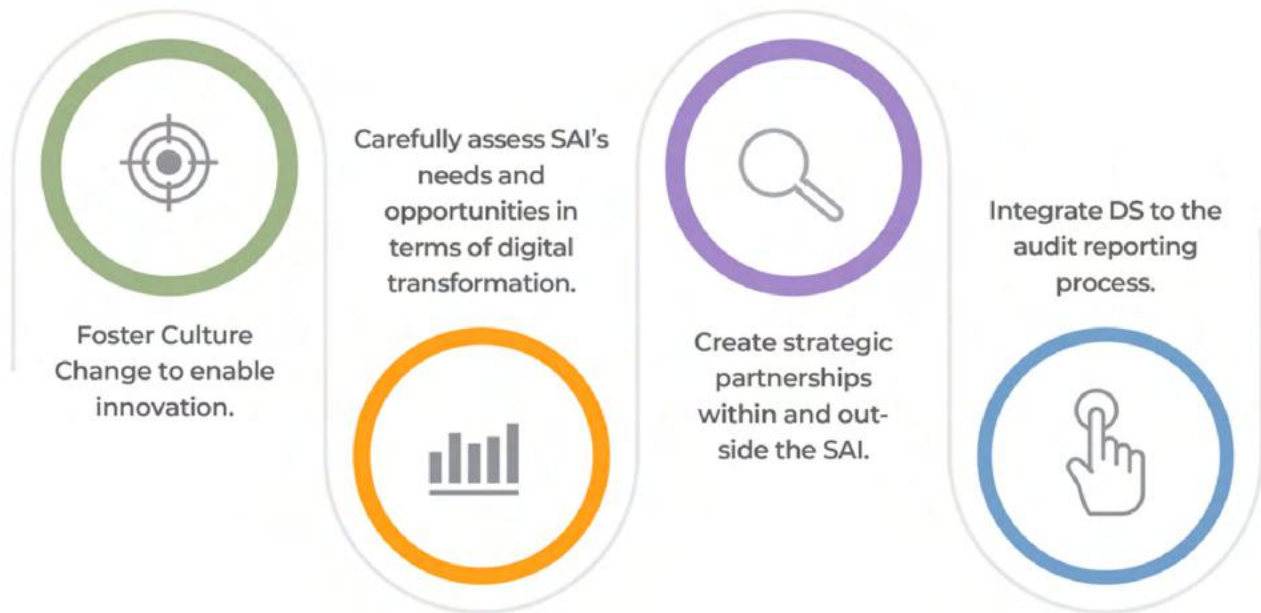 Foster Culture
Change to enable
innovation.
Carefully assess SAI's
needs and
opportunities in
terms of digital
transformation.
Create strategic
partnerships
within and out-
side the SAI.
Integrate DS to the
audit reporting
process.